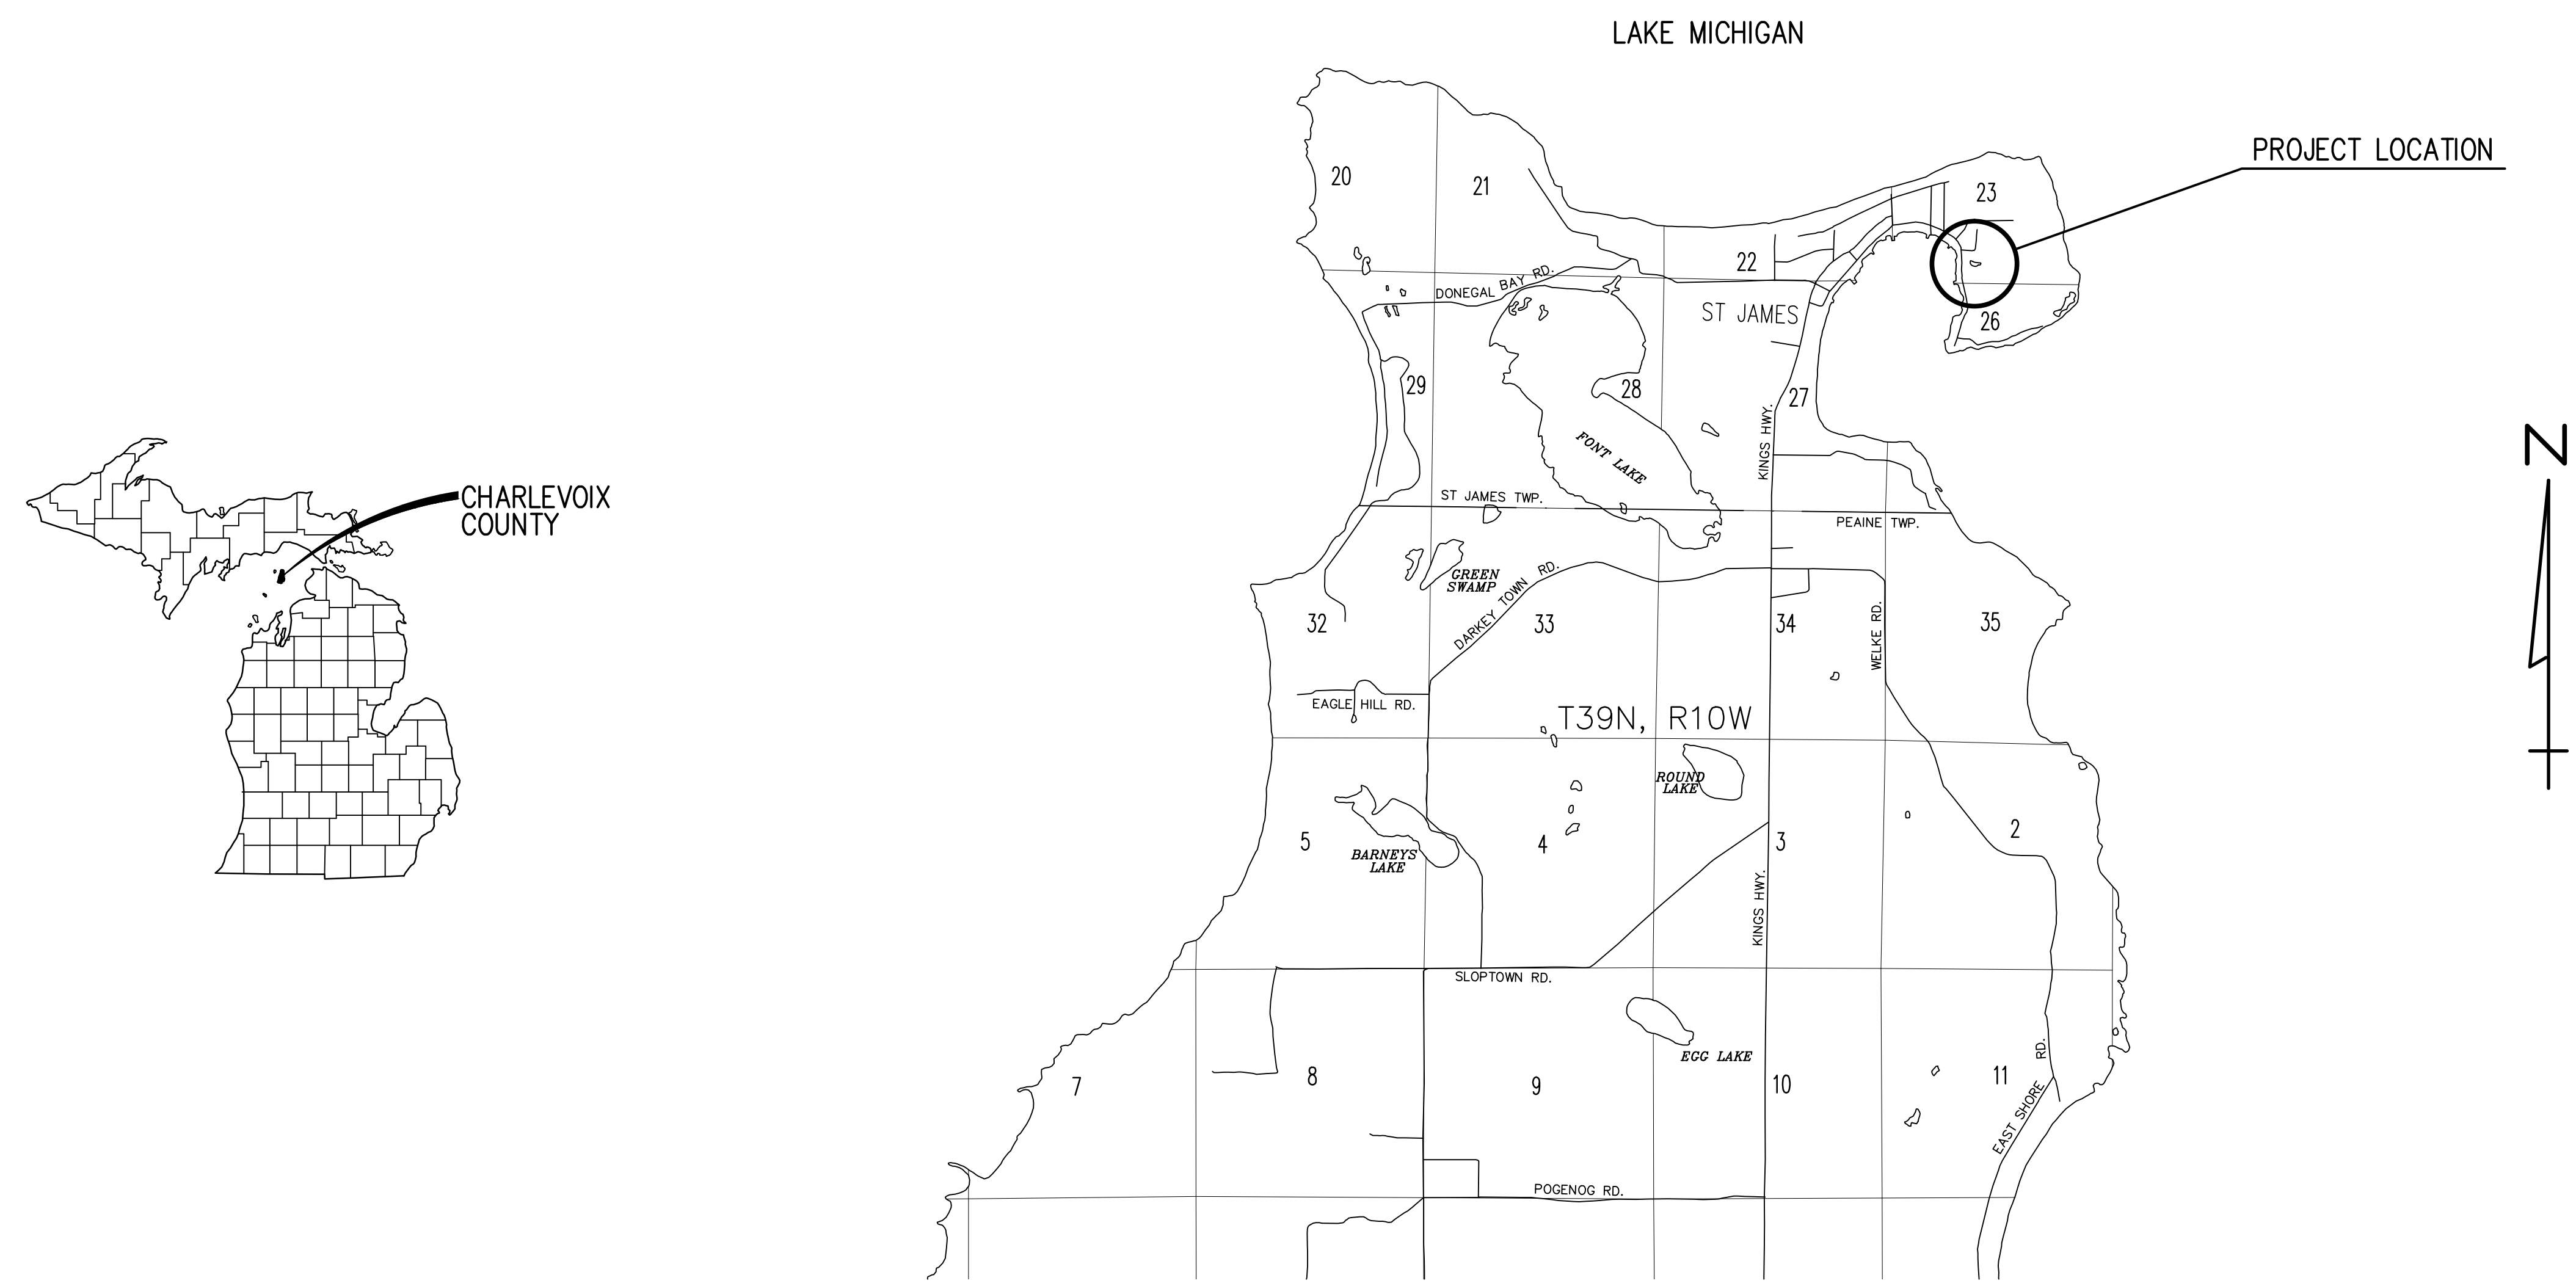 LAKE MICHIGAN
PROJECT LOCATION
20
21
23
22
DONEGAL BAY RD.
ST JAMES
26
29
28
27
KINGS HWY.
FONT LAKE
N
CHARLEVOIX
COUNTY
ST JAMES TWP.
PEAINE TWP.
GREEN
SWAMP
DARKEY TOWN RD.
32
33
34
35
WELKE RD.
EAGLE HILL RD.
T39N, R10W
ROUND
LAKE
5
4
3
2
BARNEYS
LAKE
KINGS HWY.
SLOPTOWN RD.
EGG LAKE
7
8
9
10
11
EAST SHORE RD.
POGENOG RD.